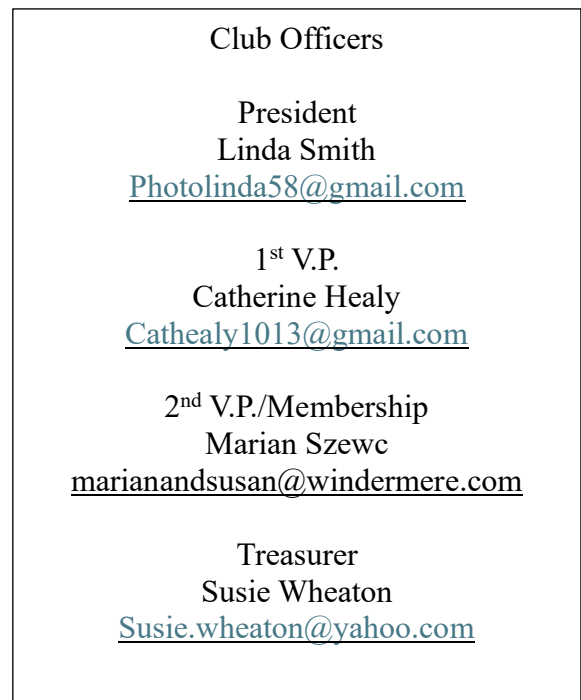 Club Officers
President
Linda Smith
Photolinda58@gmail.com
1st V.P.
Catherine Healy
Cathealy1013@gmail.com
2nd V.P./Membership
Marian Szewc
marianandsusan@windermere.com
Treasurer
Susie Wheaton
Susie.wheaton@yahoo.com